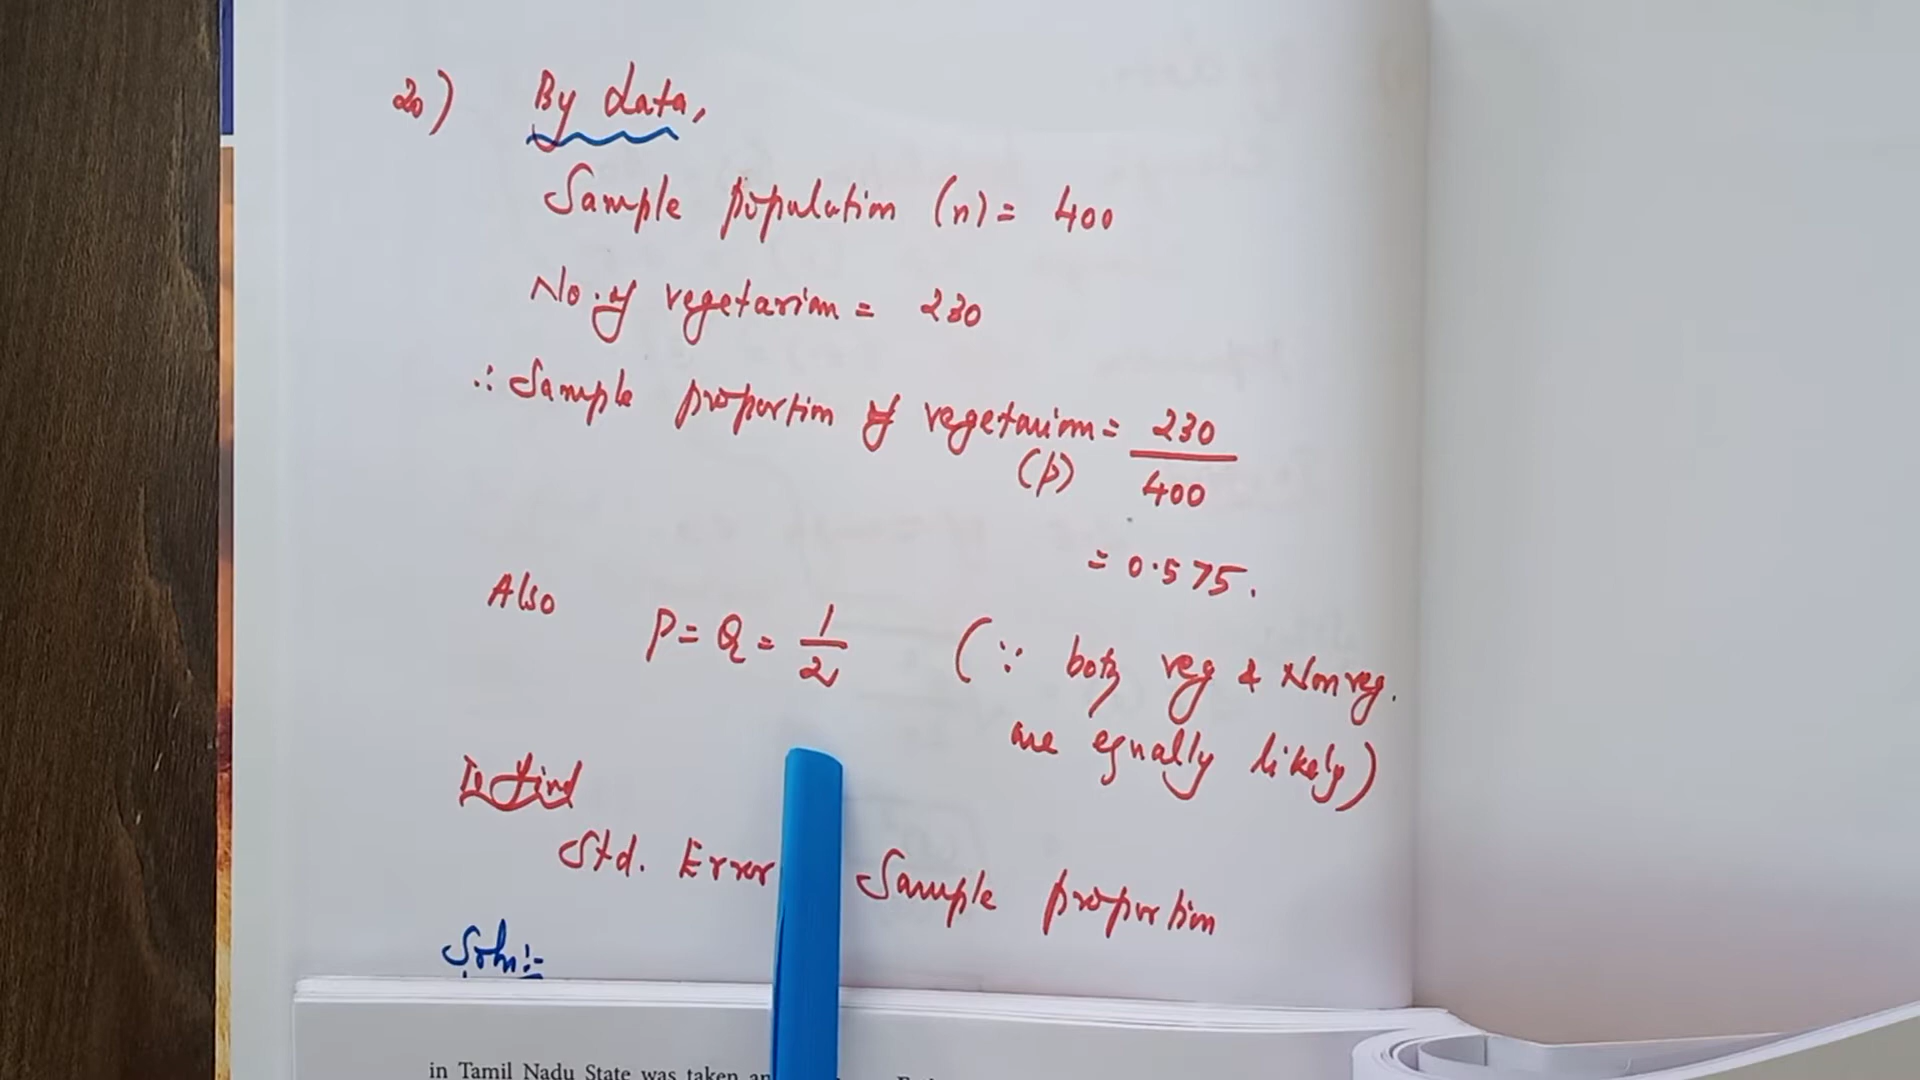 20) By data,
Sample population (n) = 400
No. of vegetarian = 230
∴ Sample proportion of vegetarian = 230/400
(p)
= 0.575.
Also P = Q = 1/2 (∵ both veg & Non veg.
are equally likely)
To find
Std. Error Sample proportion
Soln:-
in Tamil Nadu State was taken an